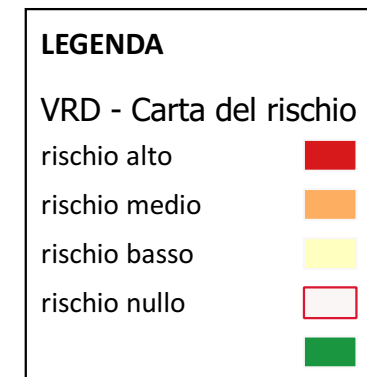 LEGENDA
VRD - Carta del rischio
rischio alto
rischio medio
rischio basso
rischio nullo